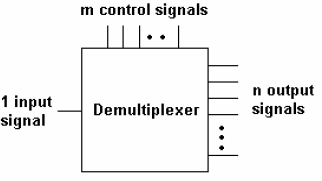 m control signals
1 input
signal
Demultiplexer
n output
signals